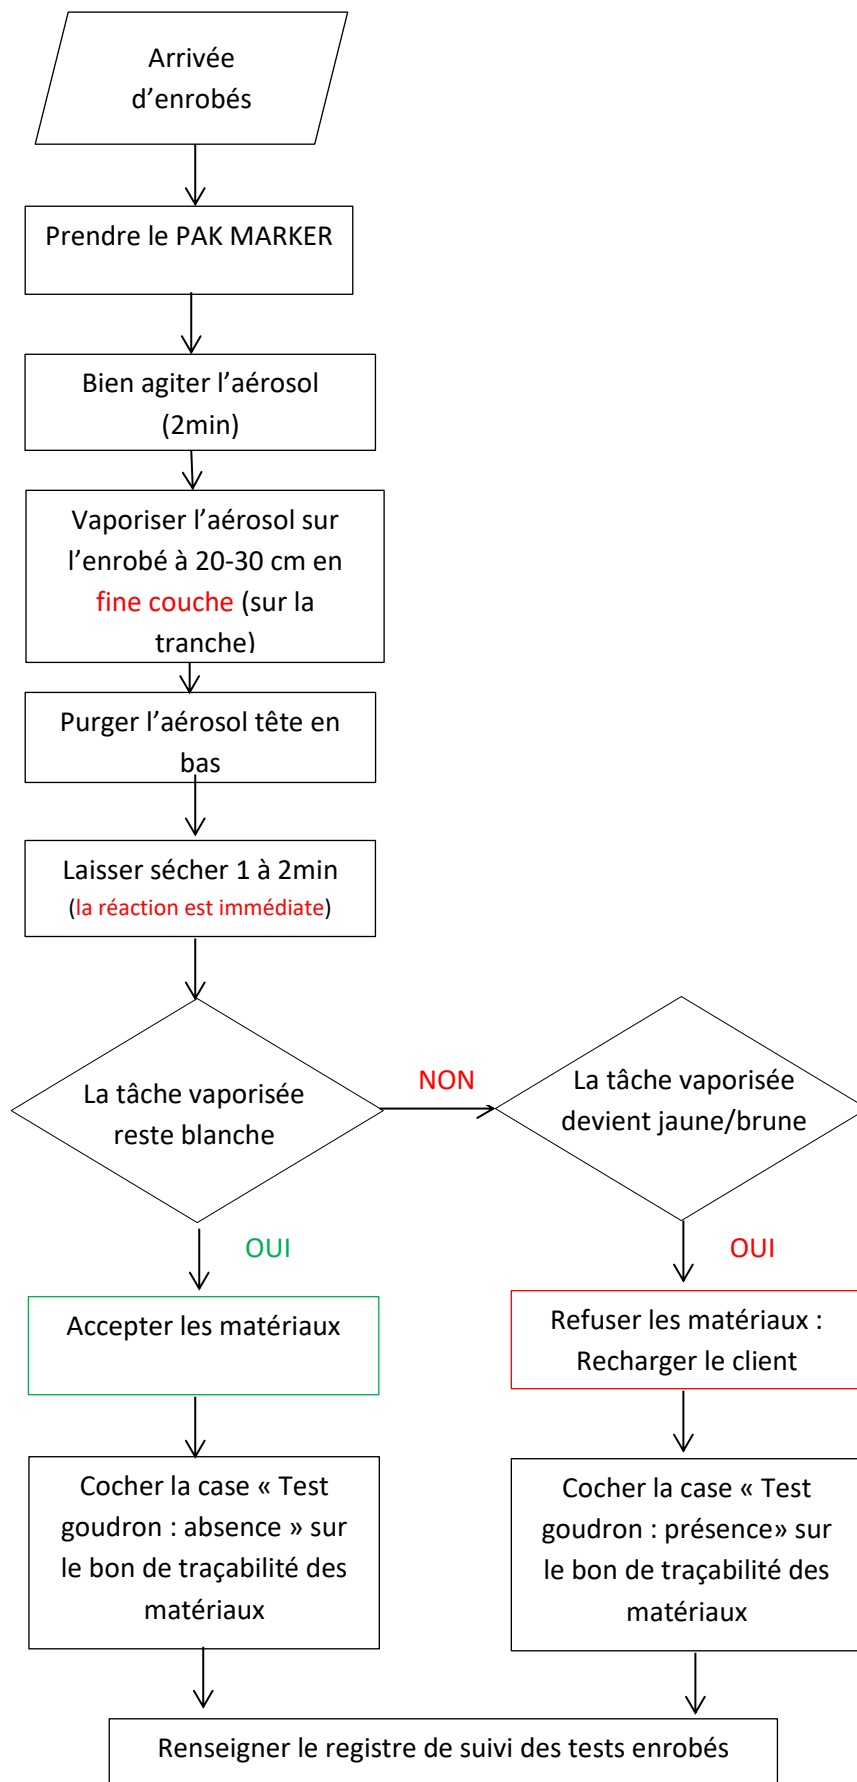 Arrivée
d’enrobés
Prendre le PAK MARKER
Bien agiter l’aérosol
(2min)
Vaporiser l’aérosol sur
l’enrobé à 20-30 cm en
fine couche (sur la
tranche)
Purger l’aérosol tête en
bas
Laisser sécher 1 à 2min
(la réaction est immédiate)
La tâche vaporisée
reste blanche
NON
La tâche vaporisée
devient jaune/brune
OUI
OUI
Accepter les matériaux
Refuser les matériaux :
Recharger le client
Cocher la case « Test
goudron : absence » sur
le bon de traçabilité des
matériaux
Cocher la case « Test
goudron : présence» sur
le bon de traçabilité des
matériaux
Renseigner le registre de suivi des tests enrobés